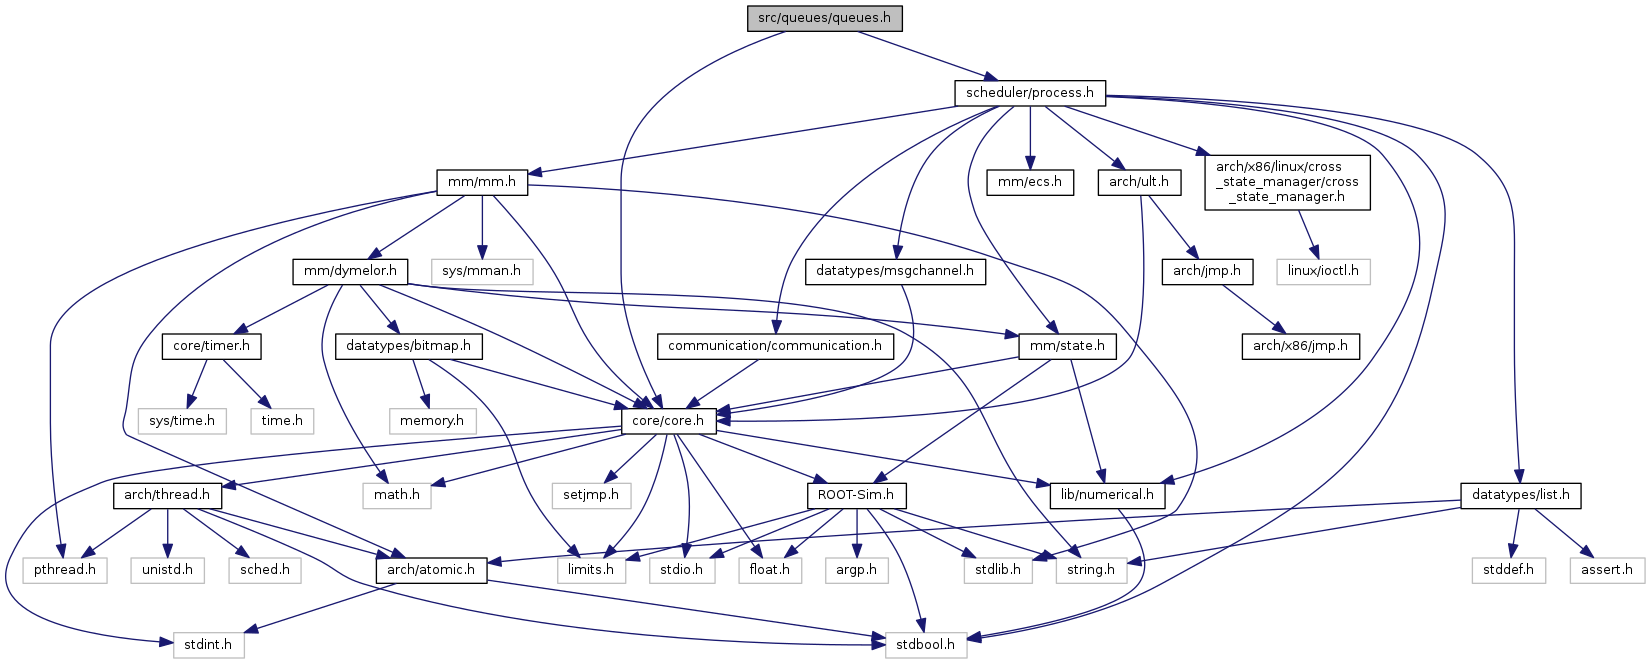 src/queues/queues.h
scheduler/process.h
mm/mm.h
mm/ecs.h
arch/ult.h
arch/x86/linux/cross
_state_manager/cross
_state_manager.h
mm/dymelor.h
sys/mman.h
datatypes/msgchannel.h
arch/jmp.h
linux/ioctl.h
core/timer.h
datatypes/bitmap.h
communication/communication.h
mm/state.h
arch/x86/jmp.h
sys/time.h
time.h
memory.h
core/core.h
arch/thread.h
math.h
setjmp.h
ROOT-Sim.h
lib/numerical.h
datatypes/list.h
pthread.h
unistd.h
sched.h
arch/atomic.h
limits.h
stdio.h
float.h
argp.h
stdlib.h
string.h
stddef.h
assert.h
stdint.h
stdbool.h